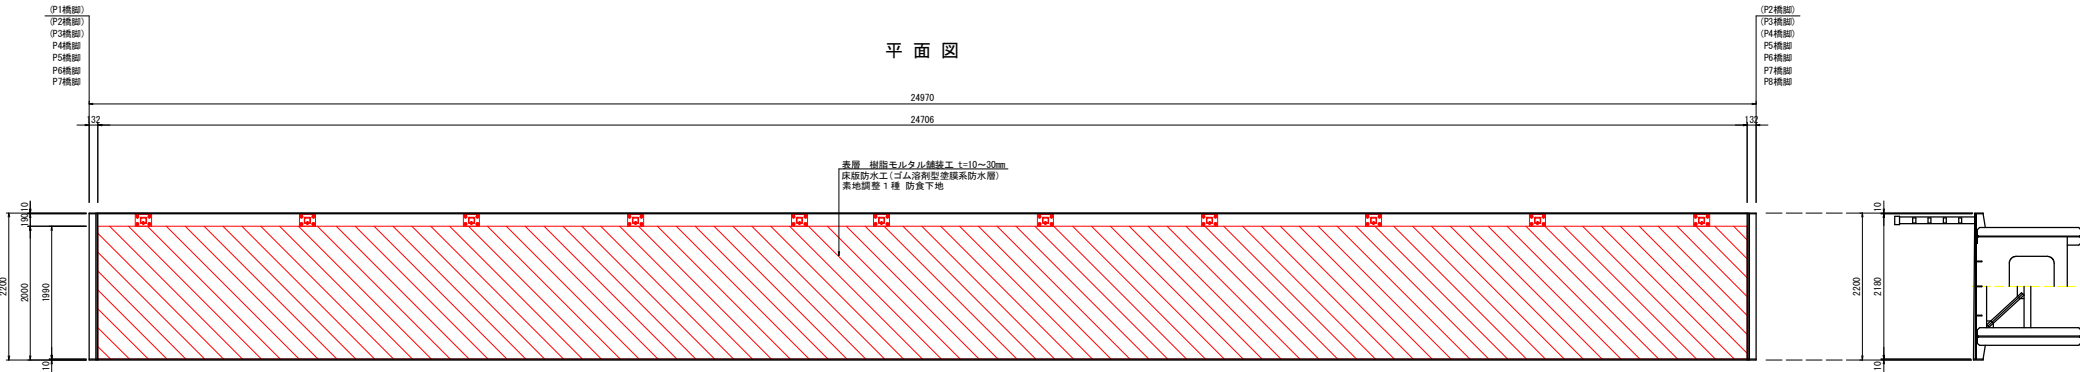 (P1橋脚)
(P2橋脚)
(P3橋脚)
P4橋脚
P5橋脚
P6橋脚
P7橋脚
平面図
(P2橋脚)
(P3橋脚)
(P4橋脚)
P5橋脚
P6橋脚
P7橋脚
P8橋脚
24970
132
24706
132
表層 樹脂モルタル舗装工 t=10〜30mm
床版防水工(ゴム溶剤型塗膜系防水層)
素地調整1種 防食下地
10
190
2200
2000
1990
10
10
2200
2180
10